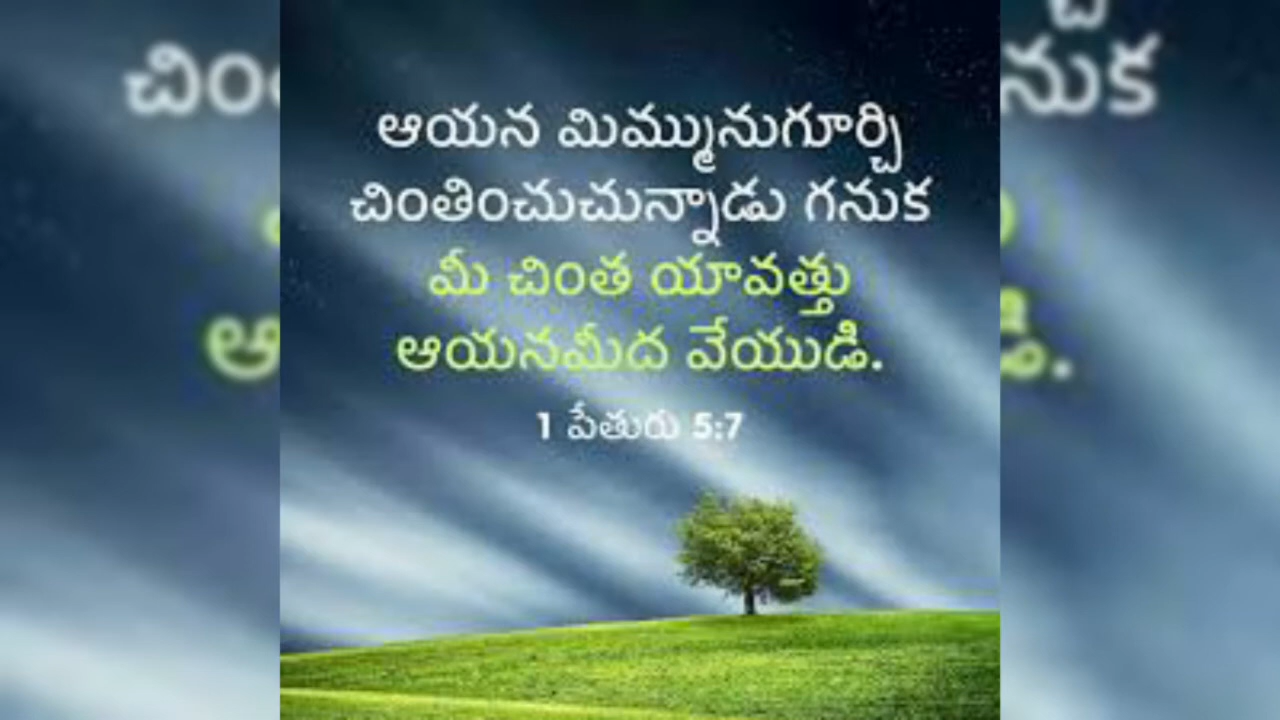 ఆయన మిమ్మునుగూర్చి
చింతించుచున్నాడు గనుక
మీ చింత యావత్తు
ఆయనమీద వేయుడి.
1 పేతురు 5:7